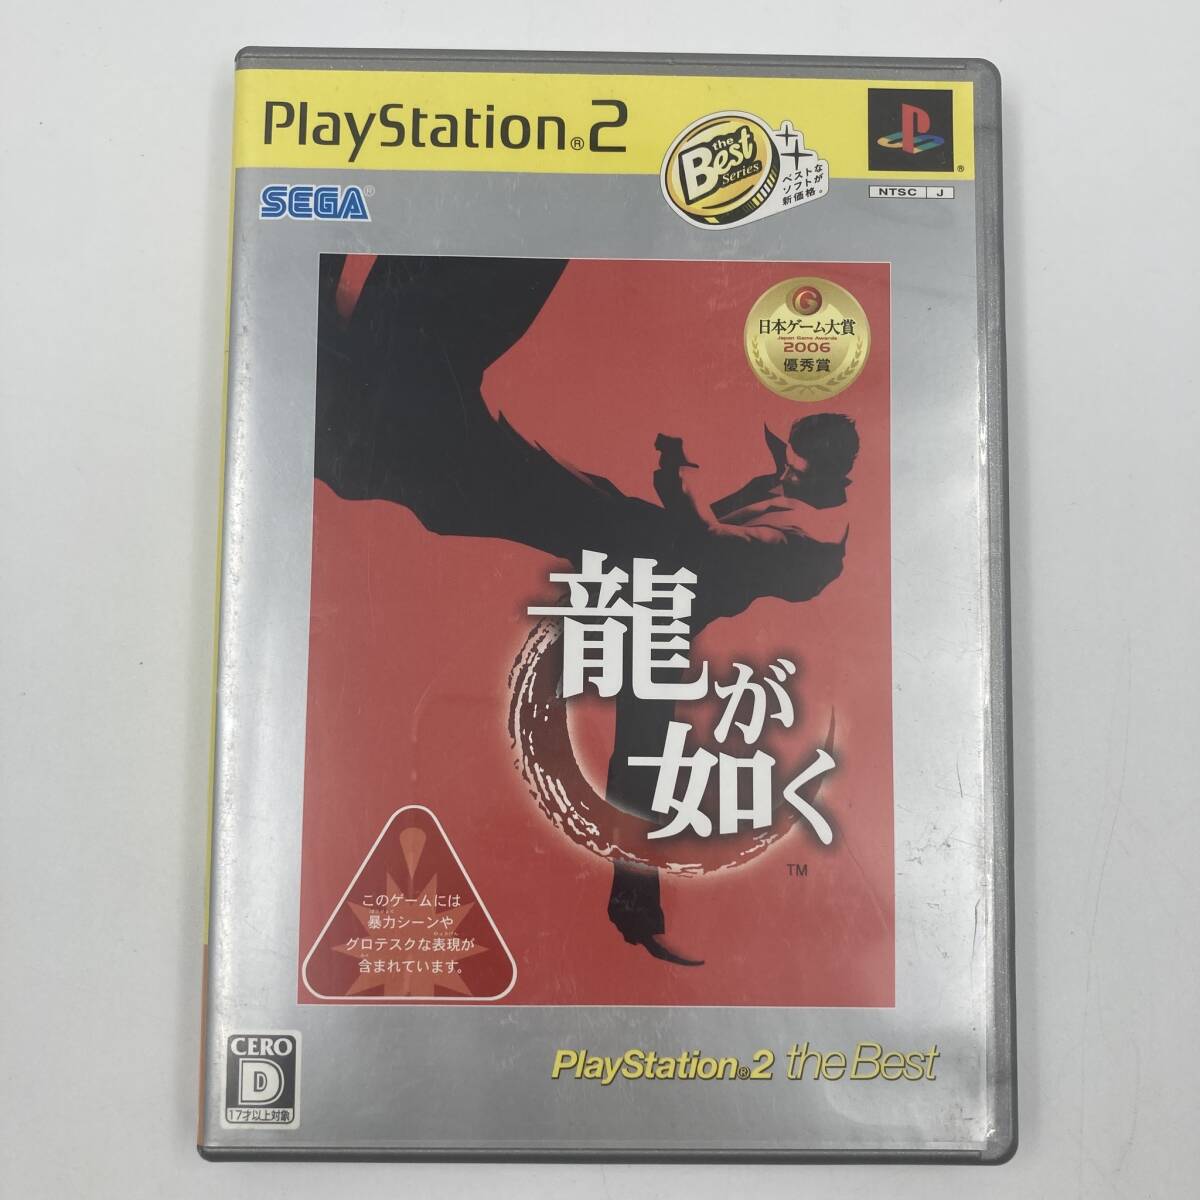 PlayStation®2
the
Best
Series
ベストな
ソフトが
新価格。
®
NTSC J
SEGA®
G
日本ゲーム大賞
Japan Game Awards
2006
優秀賞
龍が
如く
TM
このゲームには
暴力シーンや
グロテスクな表現が
含まれています。
PlayStation®2 the Best
CERO
D
17才以上対象